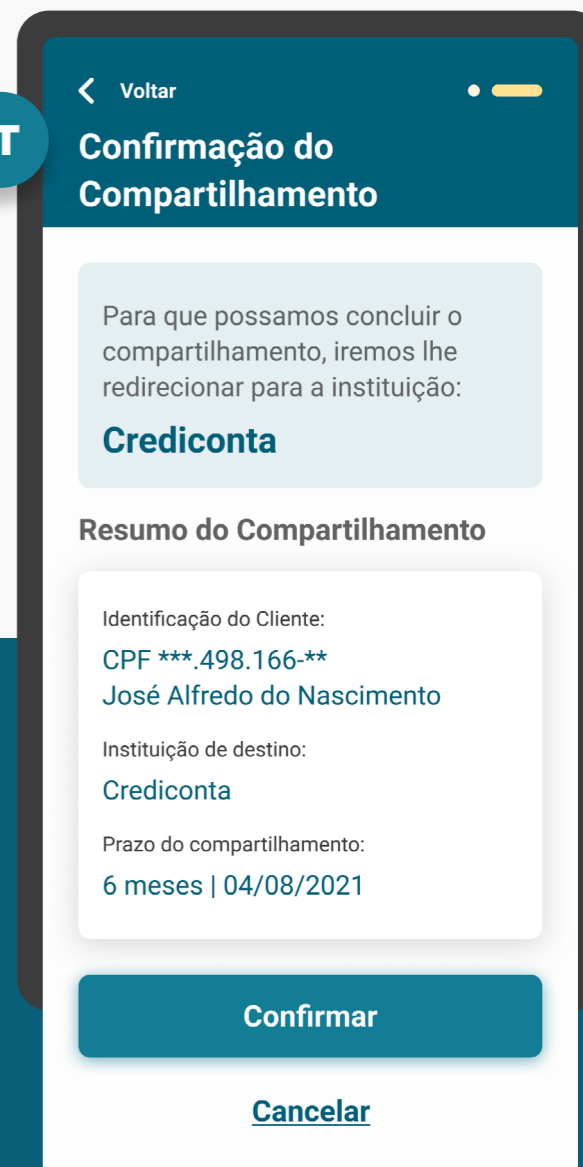 Voltar
T
Confirmação do
Compartilhamento
Para que possamos concluir o
compartilhamento, iremos lhe
redirecionar para a instituição:
Crediconta
Resumo do Compartilhamento
Identificação do Cliente:
CPF ***.498.166-**
José Alfredo do Nascimento
Instituição de destino:
Crediconta
Prazo do compartilhamento:
6 meses | 04/08/2021
Confirmar
Cancelar